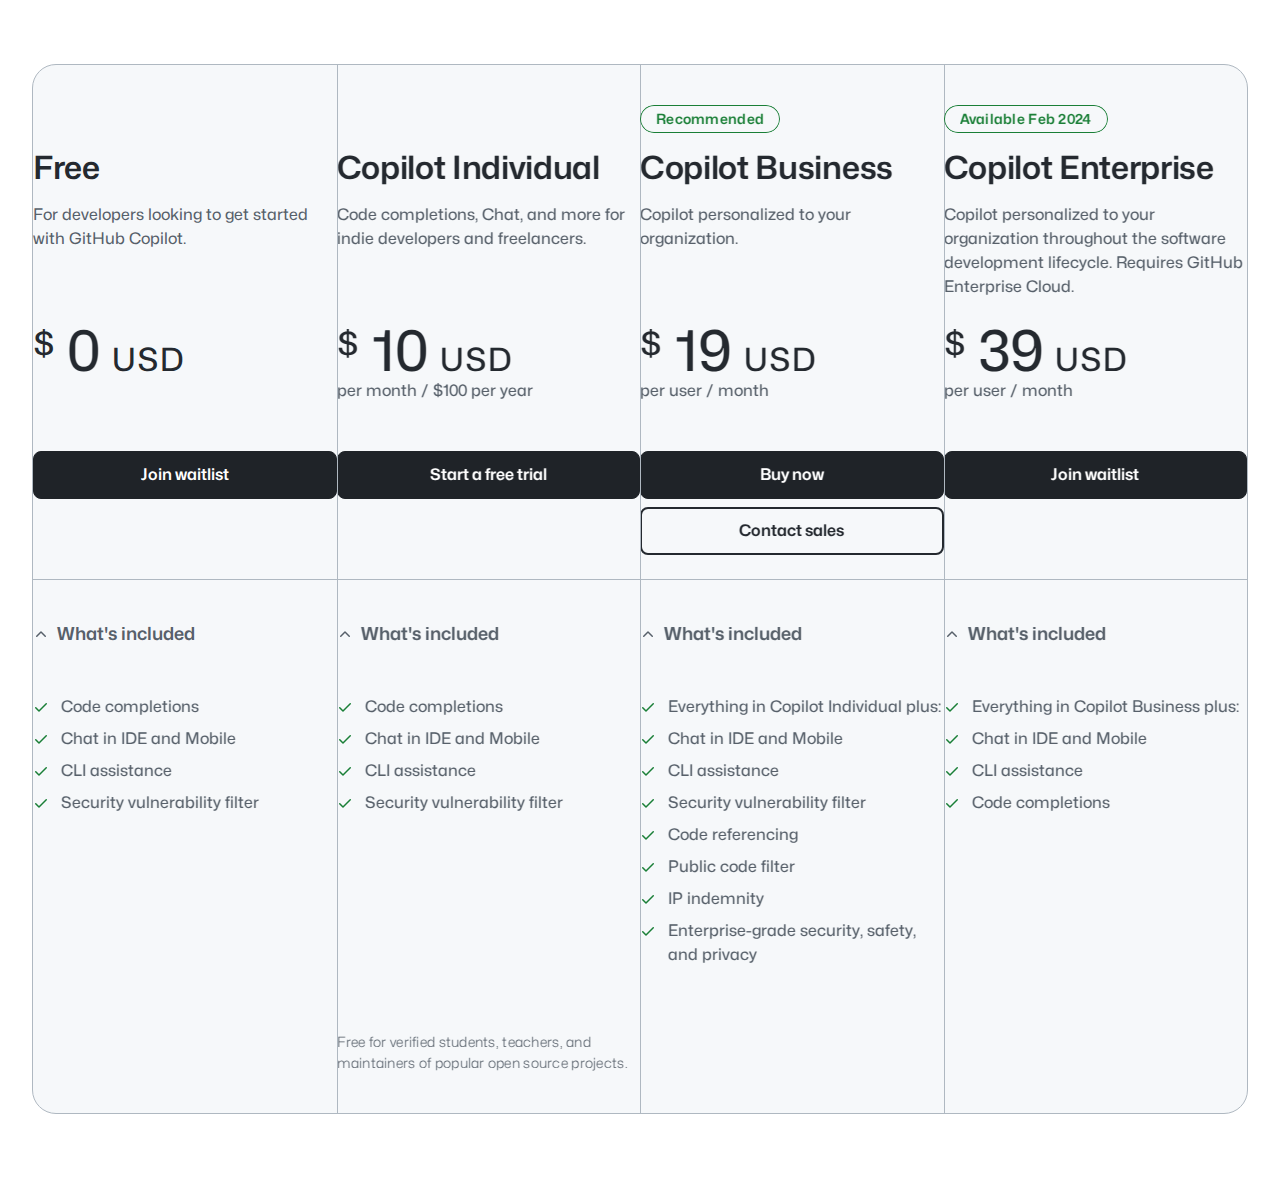 Free
For developers looking to get started
with GitHub Copilot.
$ 0 USD
Join waitlist
What's included
Code completions
Chat in IDE and Mobile
CLI assistance
Security vulnerability filter
Copilot Individual
Code completions, Chat, and more for
indie developers and freelancers.
$ 10 USD
per month / $100 per year
Start a free trial
What's included
Code completions
Chat in IDE and Mobile
CLI assistance
Security vulnerability filter
Free for verified students, teachers, and
maintainers of popular open source projects.
Recommended
Copilot Business
Copilot personalized to your
organization.
$ 19 USD
per user / month
Buy now
Contact sales
What's included
Everything in Copilot Individual plus:
Chat in IDE and Mobile
CLI assistance
Security vulnerability filter
Code referencing
Public code filter
IP indemnity
Enterprise-grade security, safety,
and privacy
Available Feb 2024
Copilot Enterprise
Copilot personalized to your
organization throughout the software
development lifecycle. Requires GitHub
Enterprise Cloud.
$ 39 USD
per user / month
Join waitlist
What's included
Everything in Copilot Business plus:
Chat in IDE and Mobile
CLI assistance
Code completions